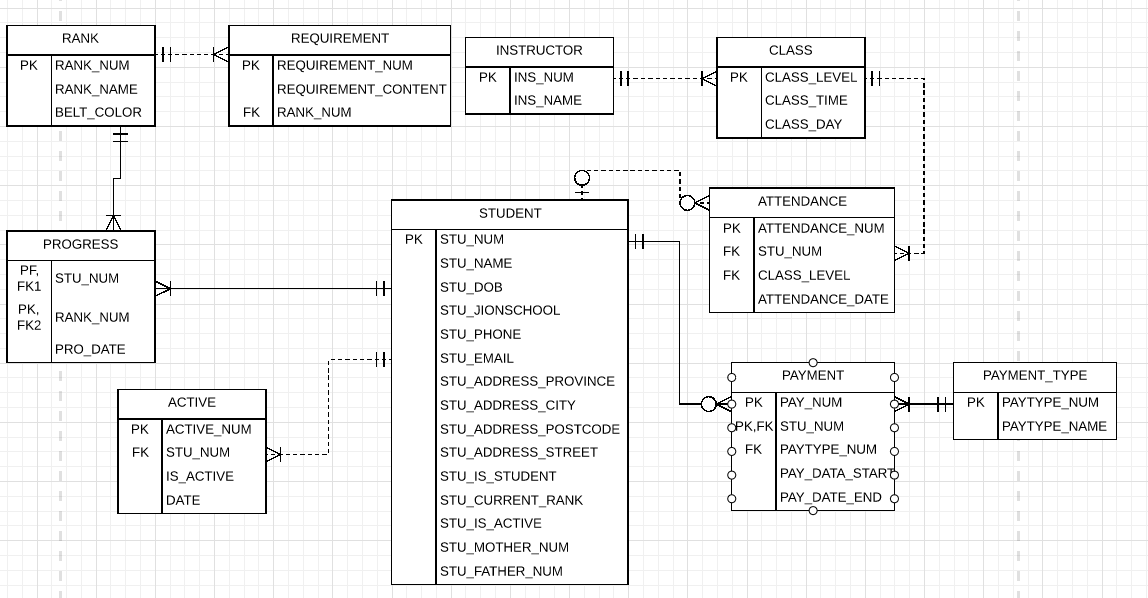 RANK
PK RANK_NUM
RANK_NAME
BELT_COLOR
REQUIREMENT
PK REQUIREMENT_NUM
REQUIREMENT_CONTENT
FK RANK_NUM
INSTRUCTOR
PK INS_NUM
INS_NAME
CLASS
PK CLASS_LEVEL
CLASS_TIME
CLASS_DAY
PROGRESS
PF,
FK1 STU_NUM
PK,
FK2 RANK_NUM
PRO_DATE
STUDENT
PK STU_NUM
STU_NAME
STU_DOB
STU_JIONSCHOOL
STU_PHONE
STU_EMAIL
STU_ADDRESS_PROVINCE
STU_ADDRESS_CITY
STU_ADDRESS_POSTCODE
STU_ADDRESS_STREET
STU_IS_STUDENT
STU_CURRENT_RANK
STU_IS_ACTIVE
STU_MOTHER_NUM
STU_FATHER_NUM
ATTENDANCE
PK ATTENDANCE_NUM
FK STU_NUM
FK CLASS_LEVEL
ATTENDANCE_DATE
ACTIVE
PK ACTIVE_NUM
FK STU_NUM
IS_ACTIVE
DATE
PAYMENT
PK PAY_NUM
PK,FK STU_NUM
FK PAYTYPE_NUM
PAY_DATA_START
PAY_DATE_END
PAYMENT_TYPE
PK PAYTYPE_NUM
PAYTYPE_NAME